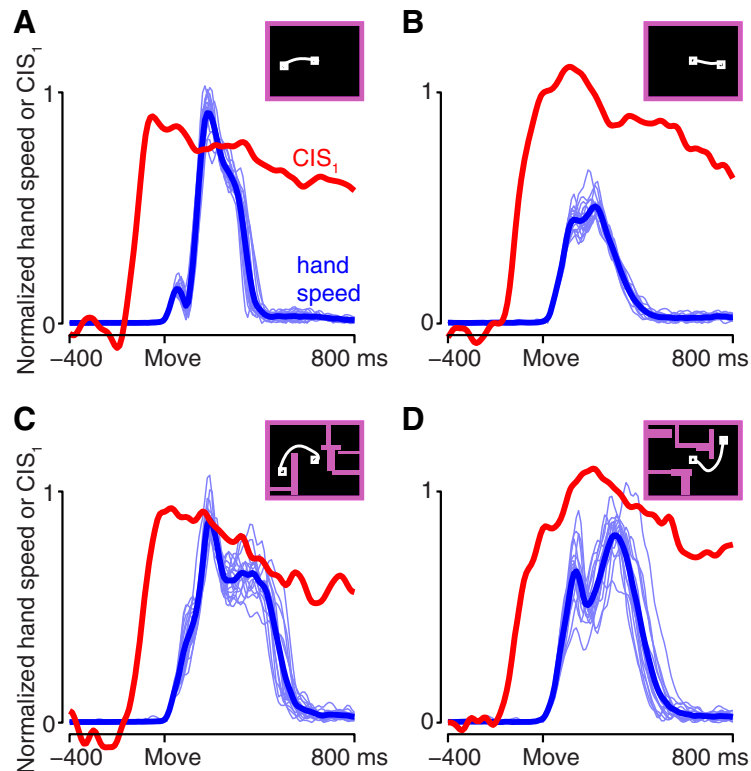 A
Normalized hand speed or CIS₁
1
0
CIS₁
hand
speed
−400 Move 800 ms
B
1
0
−400 Move 800 ms
C
Normalized hand speed or CIS₁
1
0
−400 Move 800 ms
D
1
0
−400 Move 800 ms